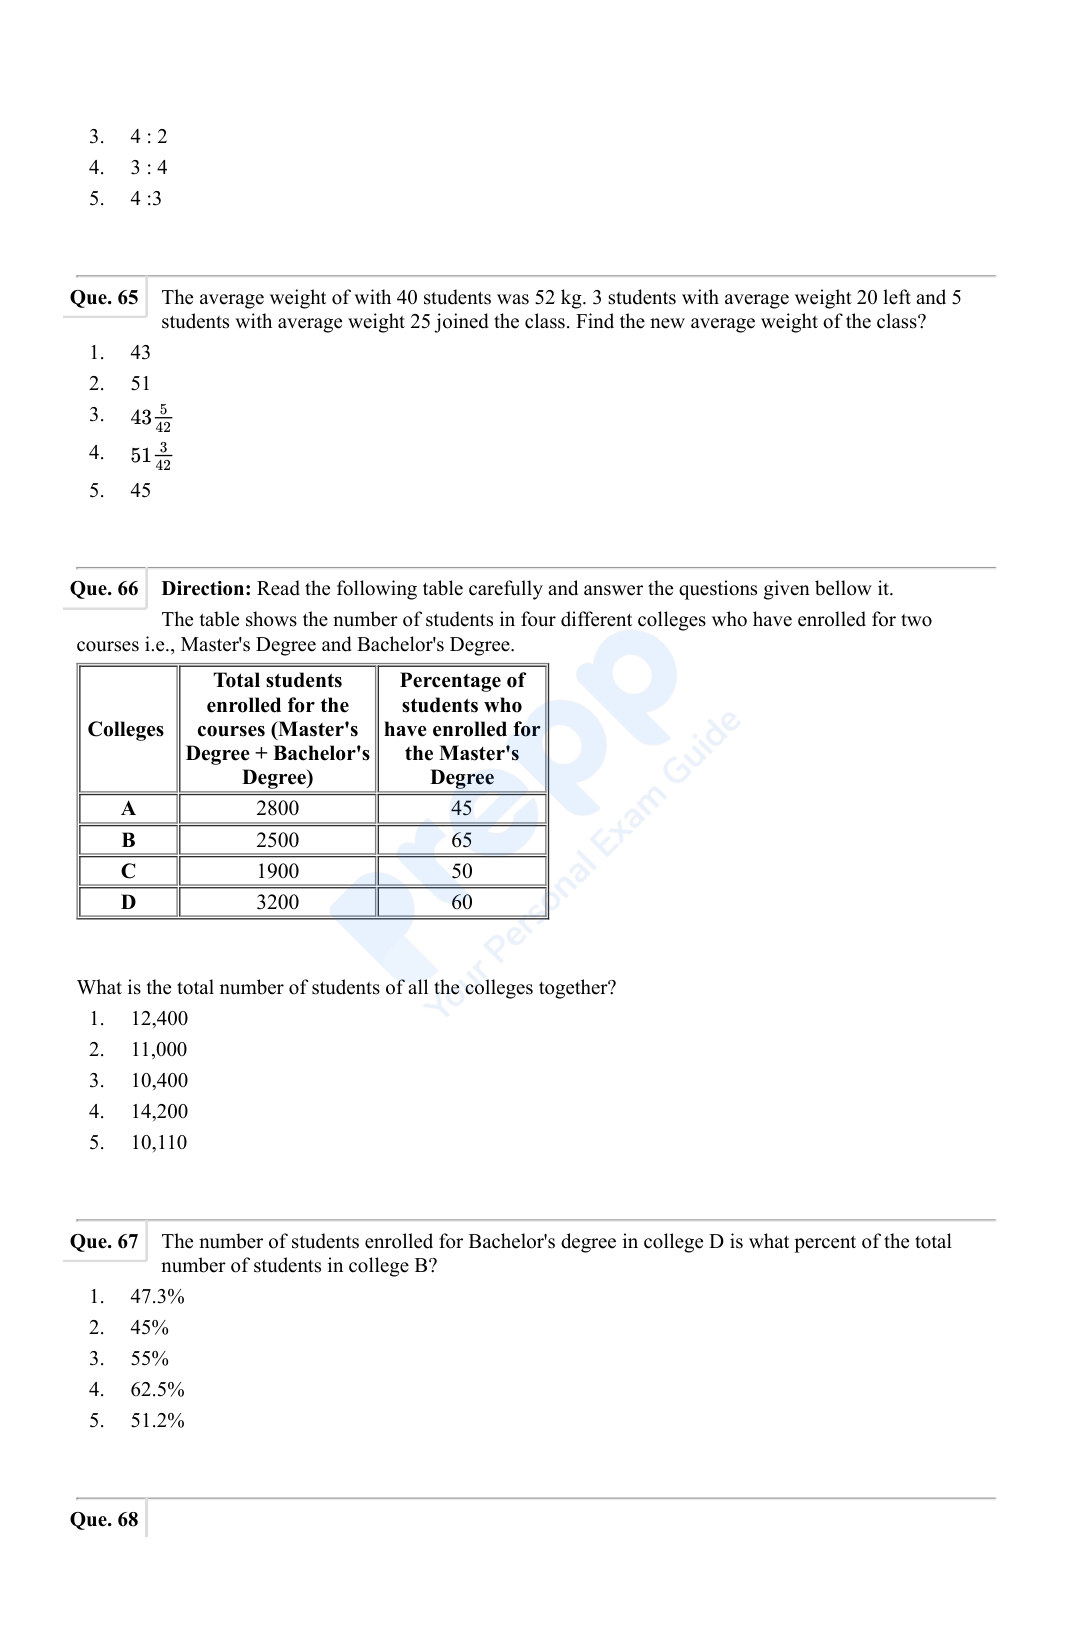 3. 4 : 2
4. 3 : 4
5. 4 :3
Que. 65 The average weight of with 40 students was 52 kg. 3 students with average weight 20 left and 5
students with average weight 25 joined the class. Find the new average weight of the class?
1. 43
2. 51
3. 43 5/42
4. 51 3/42
5. 45
Que. 66 Direction: Read the following table carefully and answer the questions given bellow it.
The table shows the number of students in four different colleges who have enrolled for two
courses i.e., Master's Degree and Bachelor's Degree.
Colleges | Total students enrolled for the courses (Master's Degree + Bachelor's Degree) | Percentage of students who have enrolled for the Master's Degree
A 2800 45
B 2500 65
C 1900 50
D 3200 60
What is the total number of students of all the colleges together?
1. 12,400
2. 11,000
3. 10,400
4. 14,200
5. 10,110
Que. 67 The number of students enrolled for Bachelor's degree in college D is what percent of the total
number of students in college B?
1. 47.3%
2. 45%
3. 55%
4. 62.5%
5. 51.2%
Que. 68
prepp
Your Personal Exam Guide